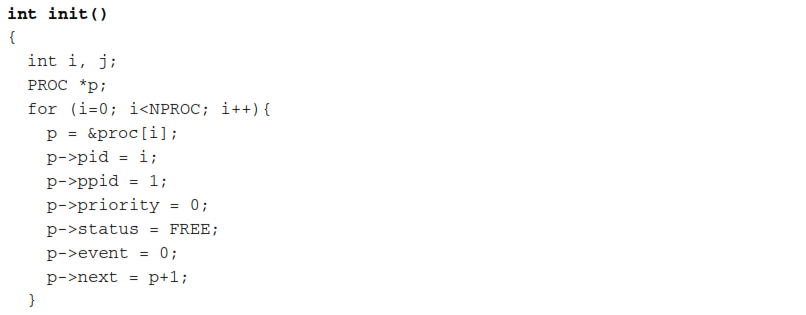 int init()
{
  int i, j;
  PROC *p;
  for (i=0; i<NPROC; i++){
    p = &proc[i];
    p->pid = i;
    p->ppid = 1;
    p->priority = 0;
    p->status = FREE;
    p->event = 0;
    p->next = p+1;
  }